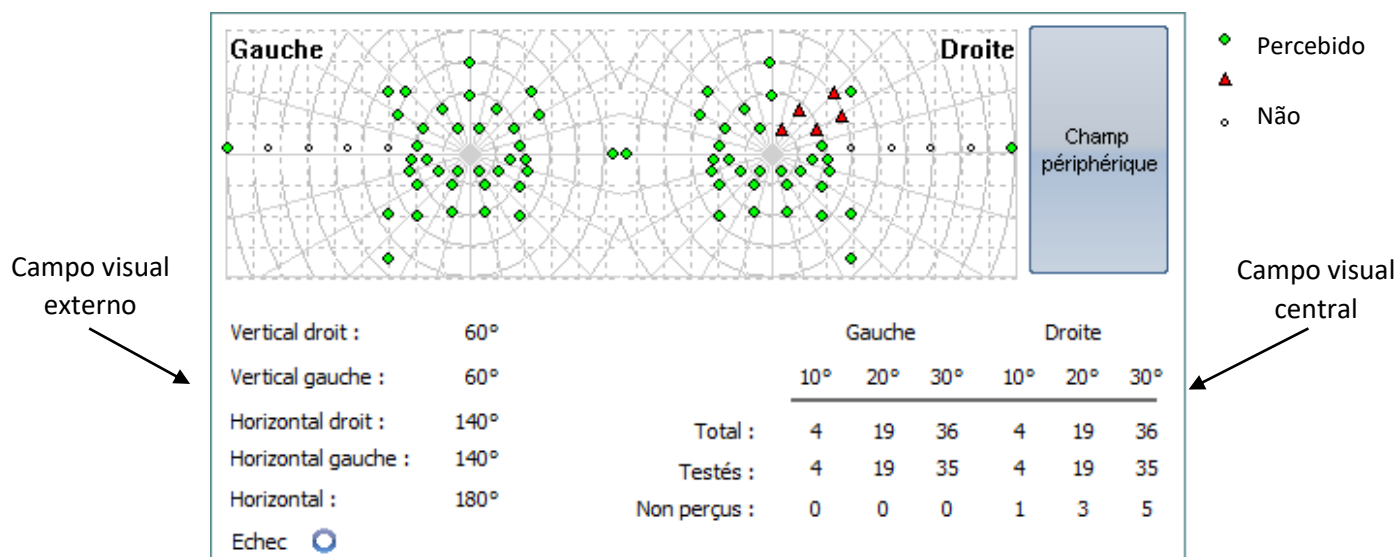 Gauche
Droite
Champ
périphérique
Percebido
Não
Campo visual
externo
Campo visual
central
Vertical droit : 60°
Vertical gauche : 60°
Horizontal droit : 140°
Horizontal gauche : 140°
Horizontal : 180°
Echec
Gauche Droite
10° 20° 30° 10° 20° 30°
Total : 4 19 36 4 19 36
Testés : 4 19 35 4 19 35
Non perçus : 0 0 0 1 3 5